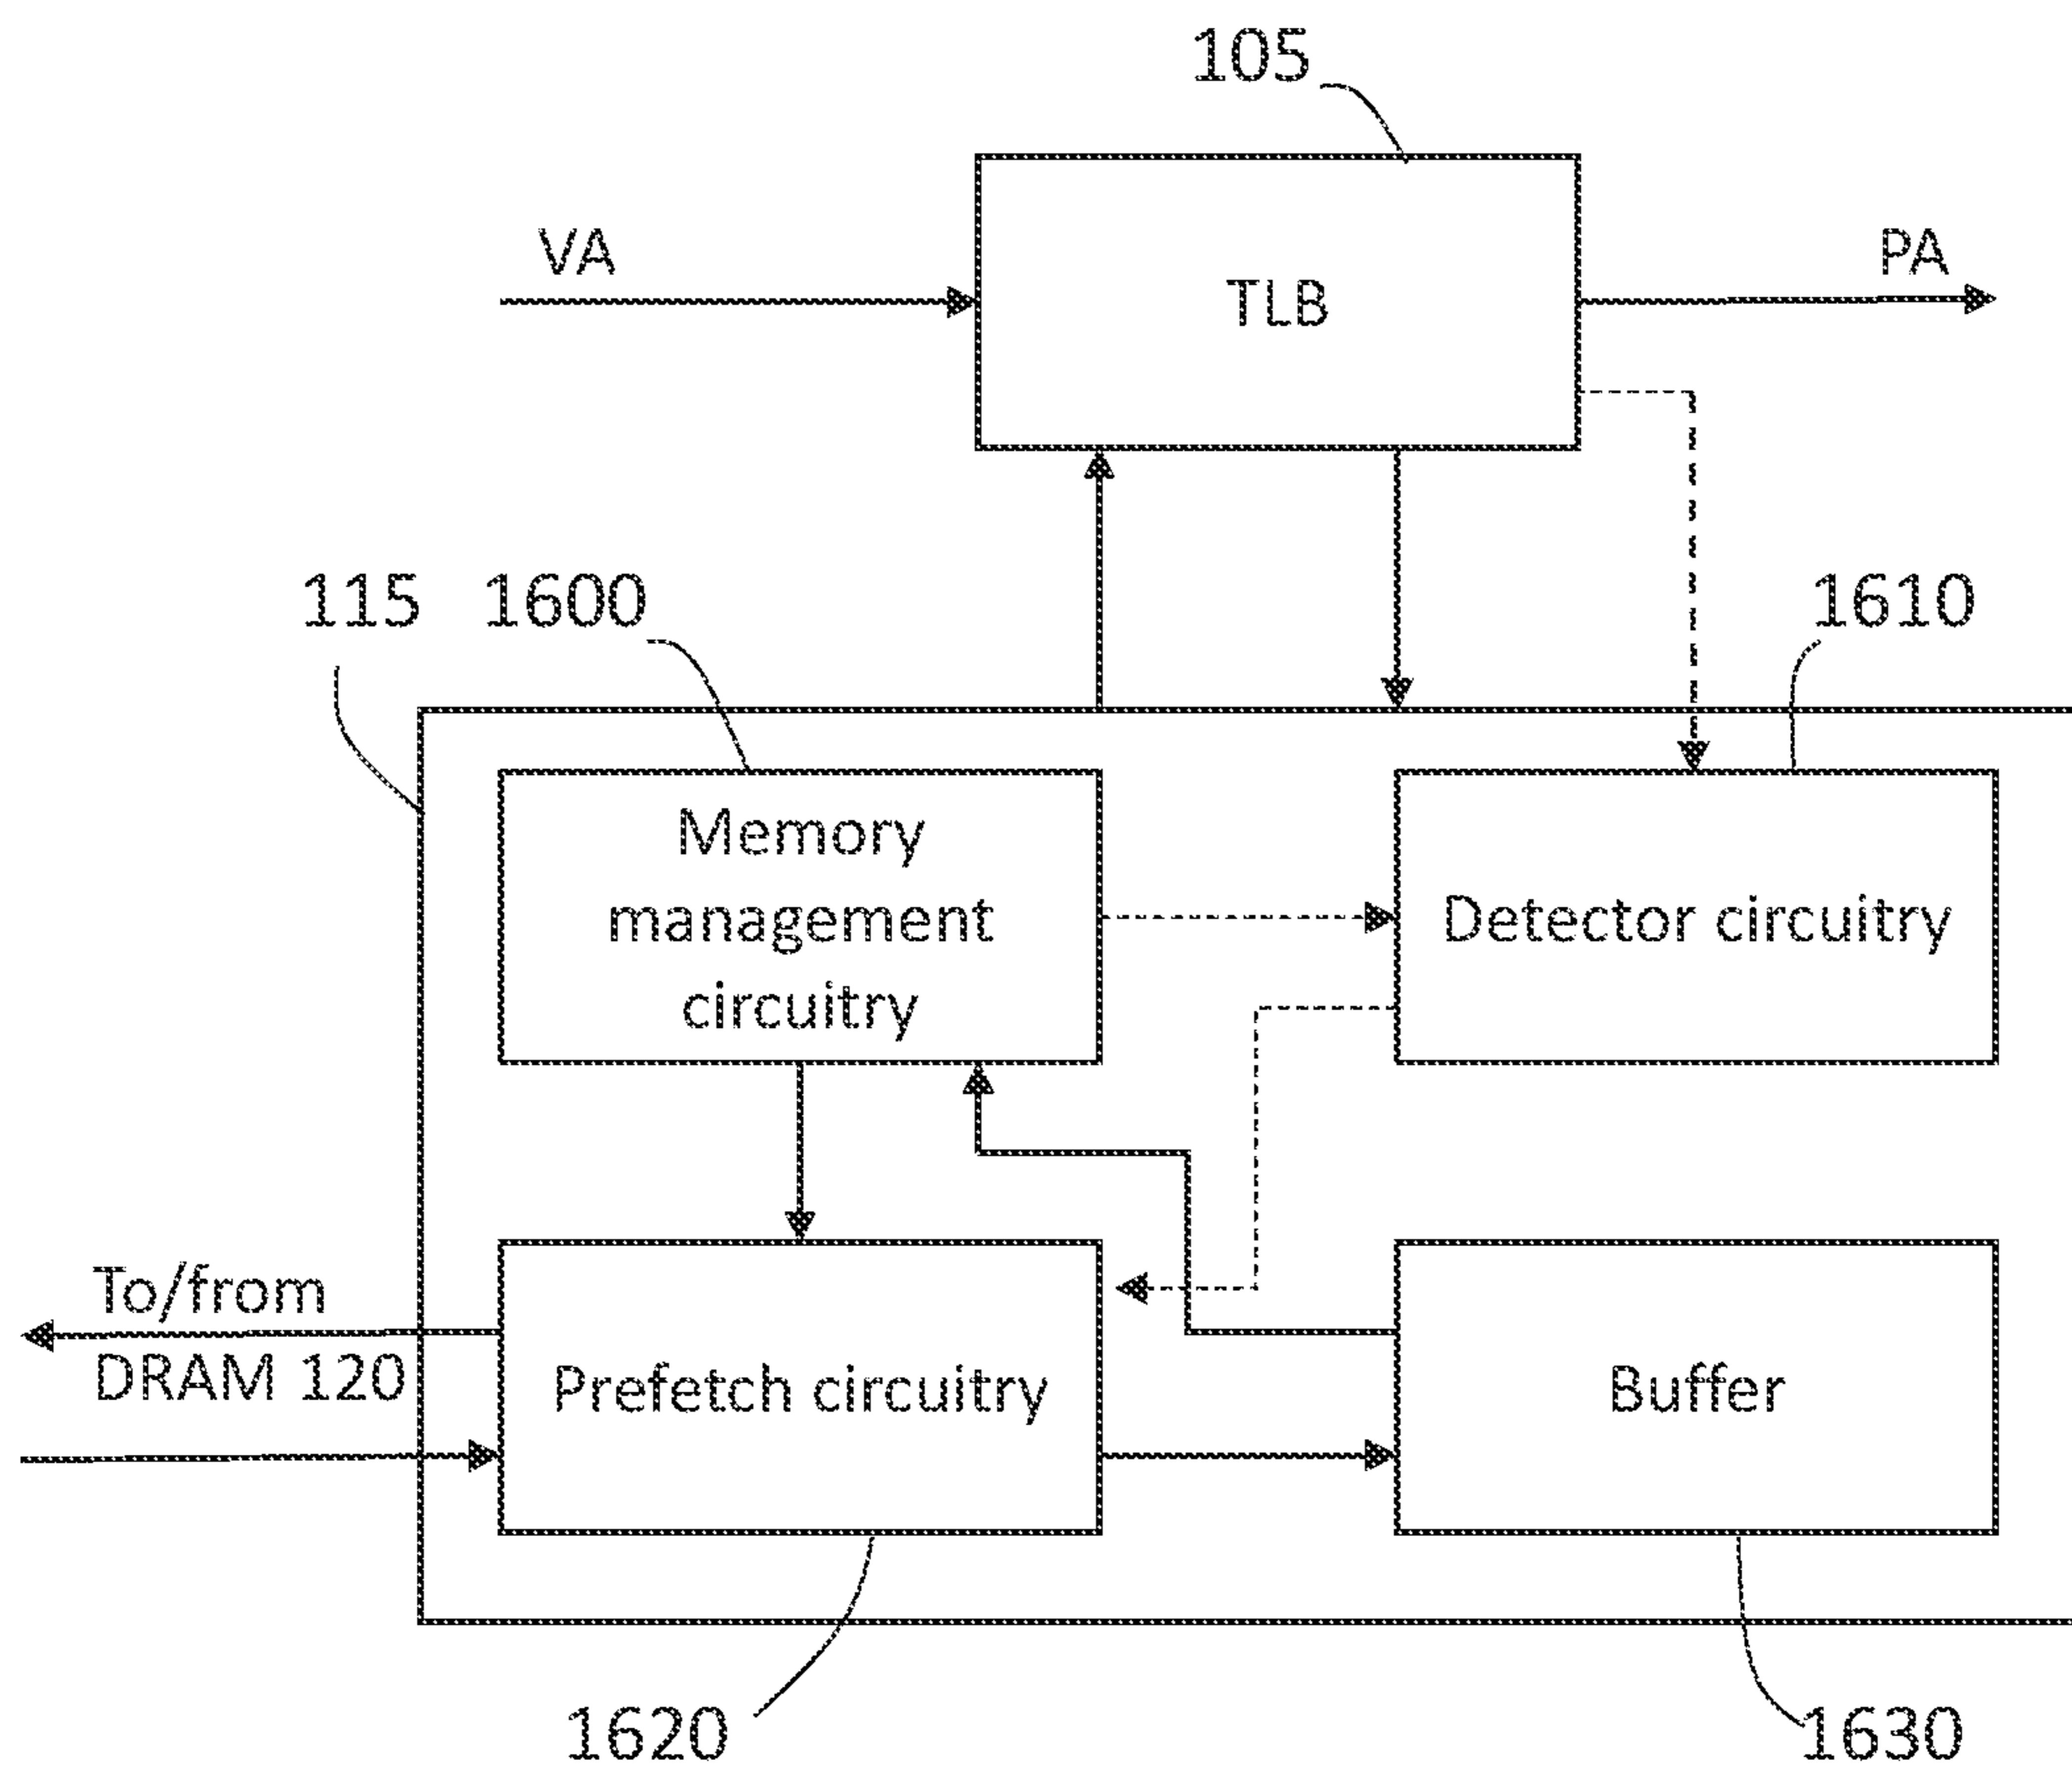 105
VA
PA
TLB
115
1600
1610
Memory
management
circuitry
Detector circuitry
To/from
DRAM 120
Prefetch circuitry
Buffer
1620
1630